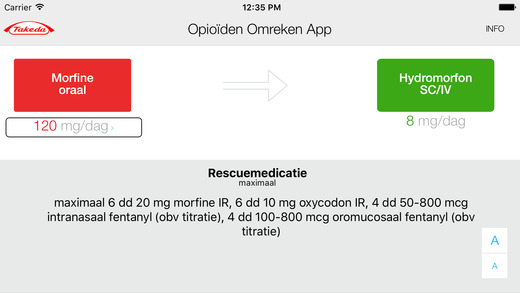 Carrier 12:35 PM
Takeda Opioïden Omreken App INFO
Morfine
oraal
Hydromorfon
SC/IV
120 mg/dag ›
8 mg/dag
Rescuemedicatie
maximaal
maximaal 6 dd 20 mg morfine IR, 6 dd 10 mg oxycodon IR, 4 dd 50-800 mcg
intranasaal fentanyl (obv titratie), 4 dd 100-800 mcg oromucosaal fentanyl (obv
titratie)
A
A